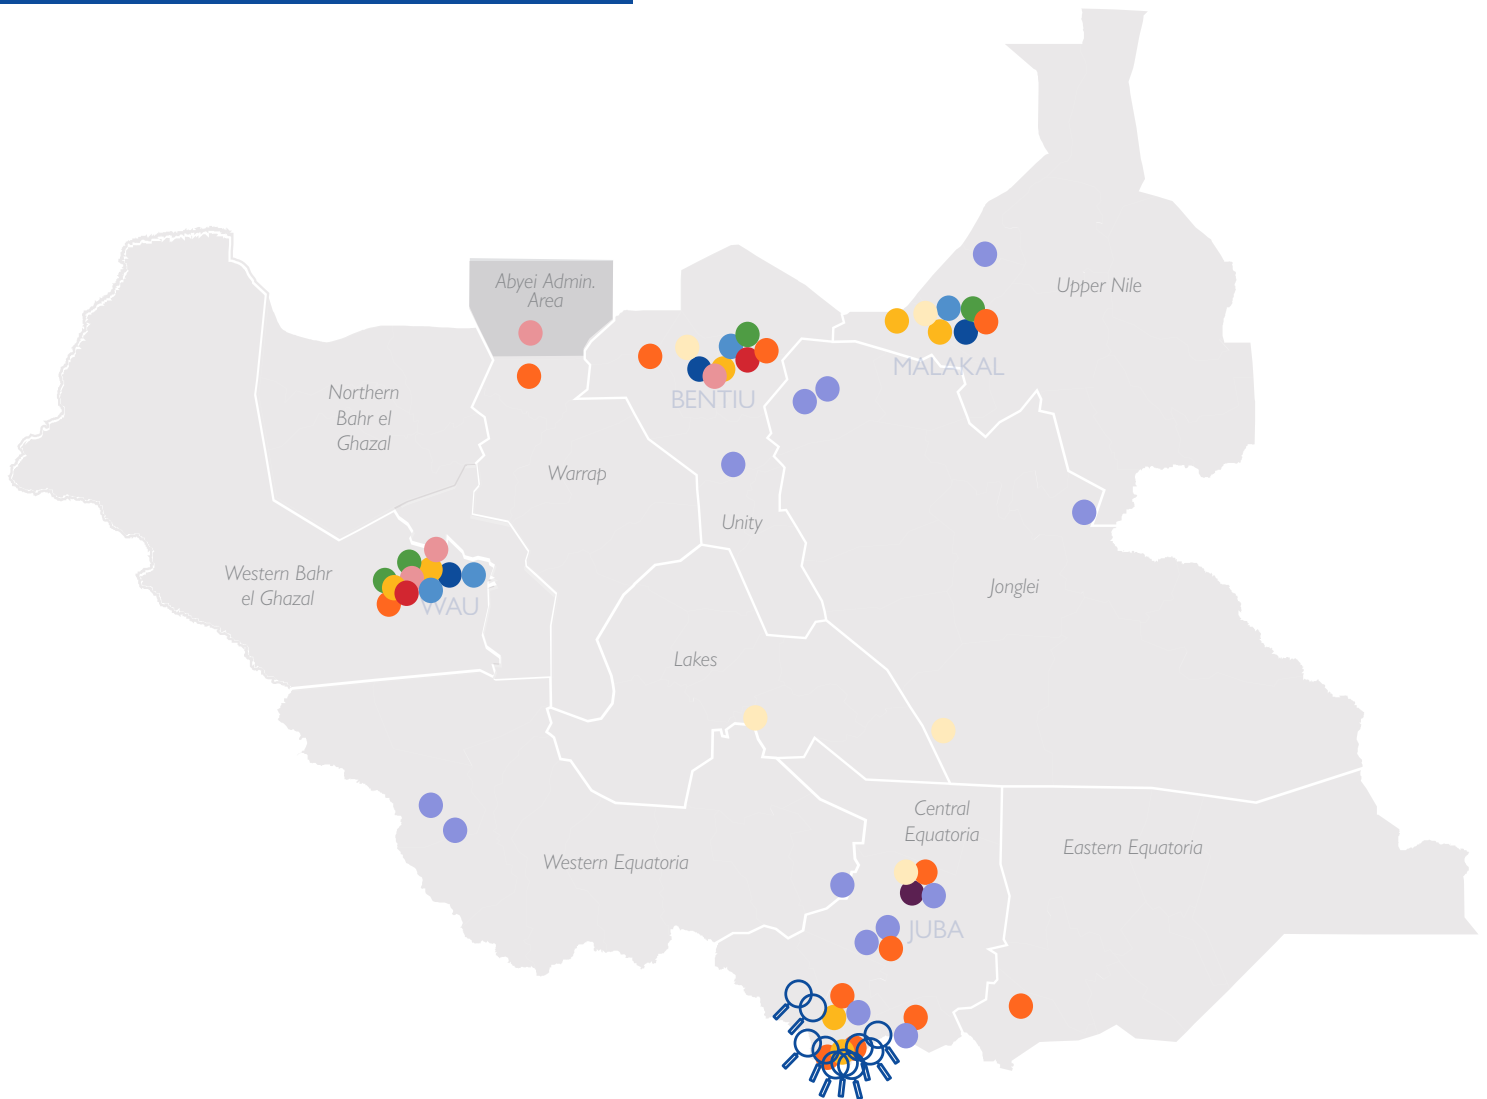 Abyei Admin.
Area
Upper Nile
MALAKAL
Northern
Bahr el
Ghazal
BENTIU
Warrap
Unity
Western Bahr
el Ghazal
WAU
Jonglei
Lakes
Central
Equatoria
Eastern Equatoria
Western Equatoria
JUBA